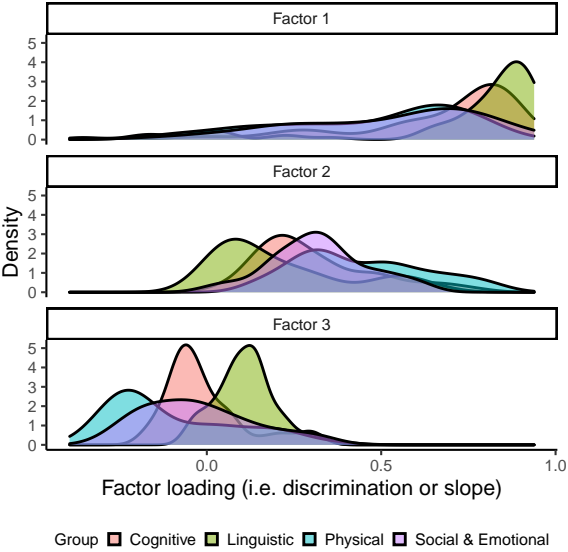 Factor 1
5
4
3
2
1
0
Factor 2
5
4
3
2
1
0
Factor 3
5
4
3
2
1
0
Density
0.0 0.5 1.0
Factor loading (i.e. discrimination or slope)
Group Cognitive Linguistic Physical Social & Emotional